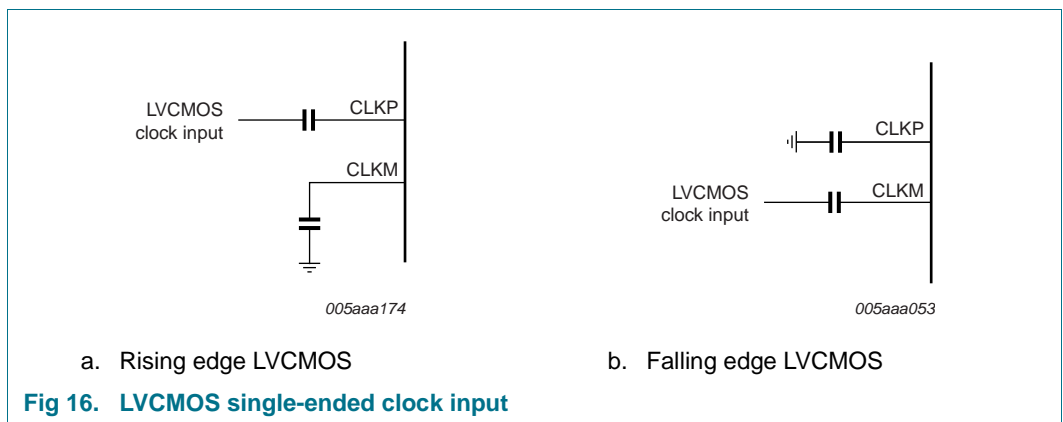 LVCMOS
clock input
CLKP
CLKM
005aaa174
a. Rising edge LVCMOS
CLKP
LVCMOS
clock input
CLKM
005aaa053
b. Falling edge LVCMOS
Fig 16. LVCMOS single-ended clock input